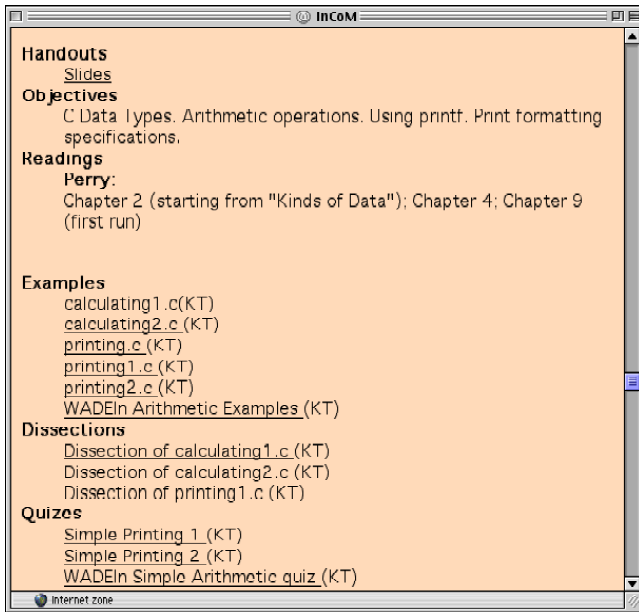 InCoM
Handouts
Slides
Objectives
C Data Types. Arithmetic operations. Using printf. Print formatting
specifications.
Readings
Perry:
Chapter 2 (starting from "Kinds of Data"); Chapter 4; Chapter 9
(first run)
Examples
calculating1.c(KT)
calculating2.c (KT)
printing.c (KT)
printing1.c (KT)
printing2.c (KT)
WADEIn Arithmetic Examples (KT)
Dissections
Dissection of calculating1.c (KT)
Dissection of calculating2.c (KT)
Dissection of printing1.c (KT)
Quizes
Simple Printing 1 (KT)
Simple Printing 2 (KT)
WADEIn Simple Arithmetic quiz (KT)
Internet zone